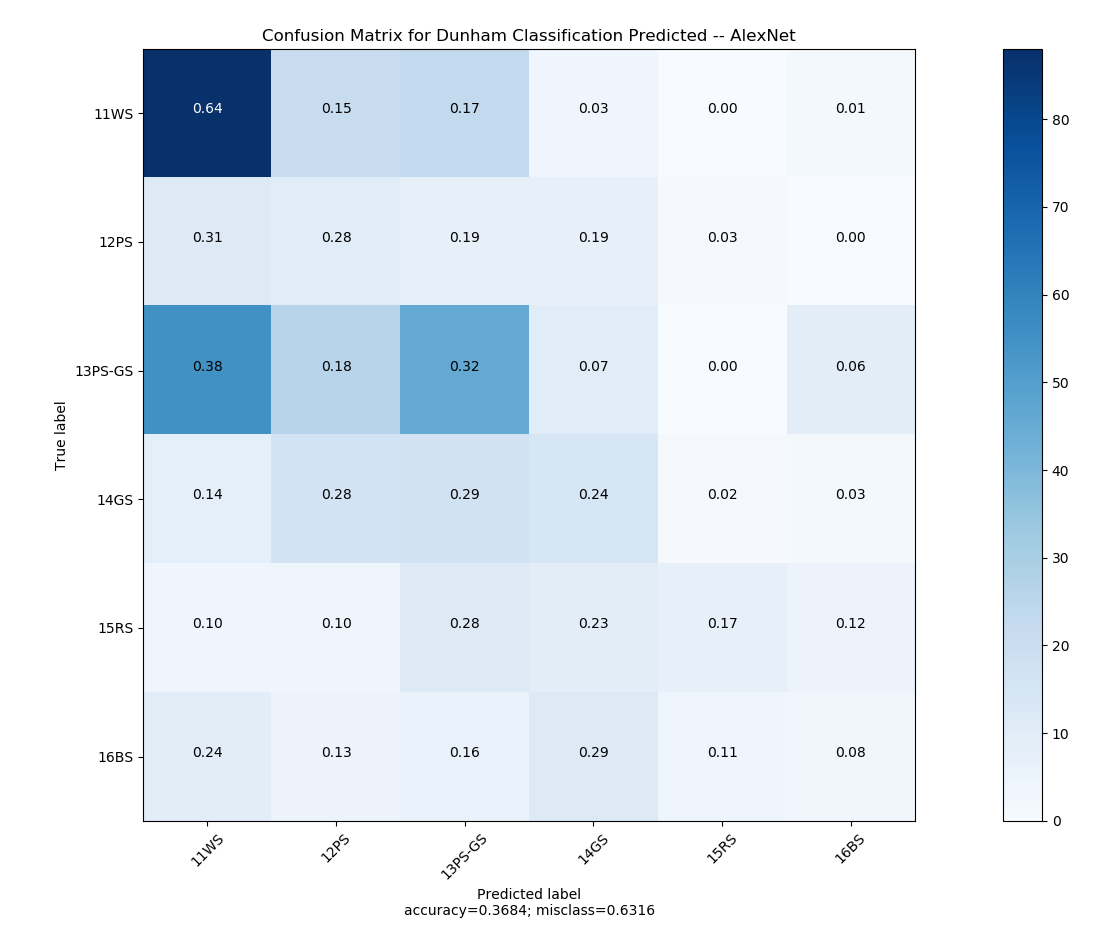 Confusion Matrix for Dunham Classification Predicted -- AlexNet
11WS 0.64 0.15 0.17 0.03 0.00 0.01
12PS 0.31 0.28 0.19 0.19 0.03 0.00
13PS-GS 0.38 0.18 0.32 0.07 0.00 0.06
14GS 0.14 0.28 0.29 0.24 0.02 0.03
15RS 0.10 0.10 0.28 0.23 0.17 0.12
16BS 0.24 0.13 0.16 0.29 0.11 0.08
True label
11WS 12PS 13PS-GS 14GS 15RS 16BS
Predicted label
accuracy=0.3684; misclass=0.6316
80
70
60
50
40
30
20
10
0